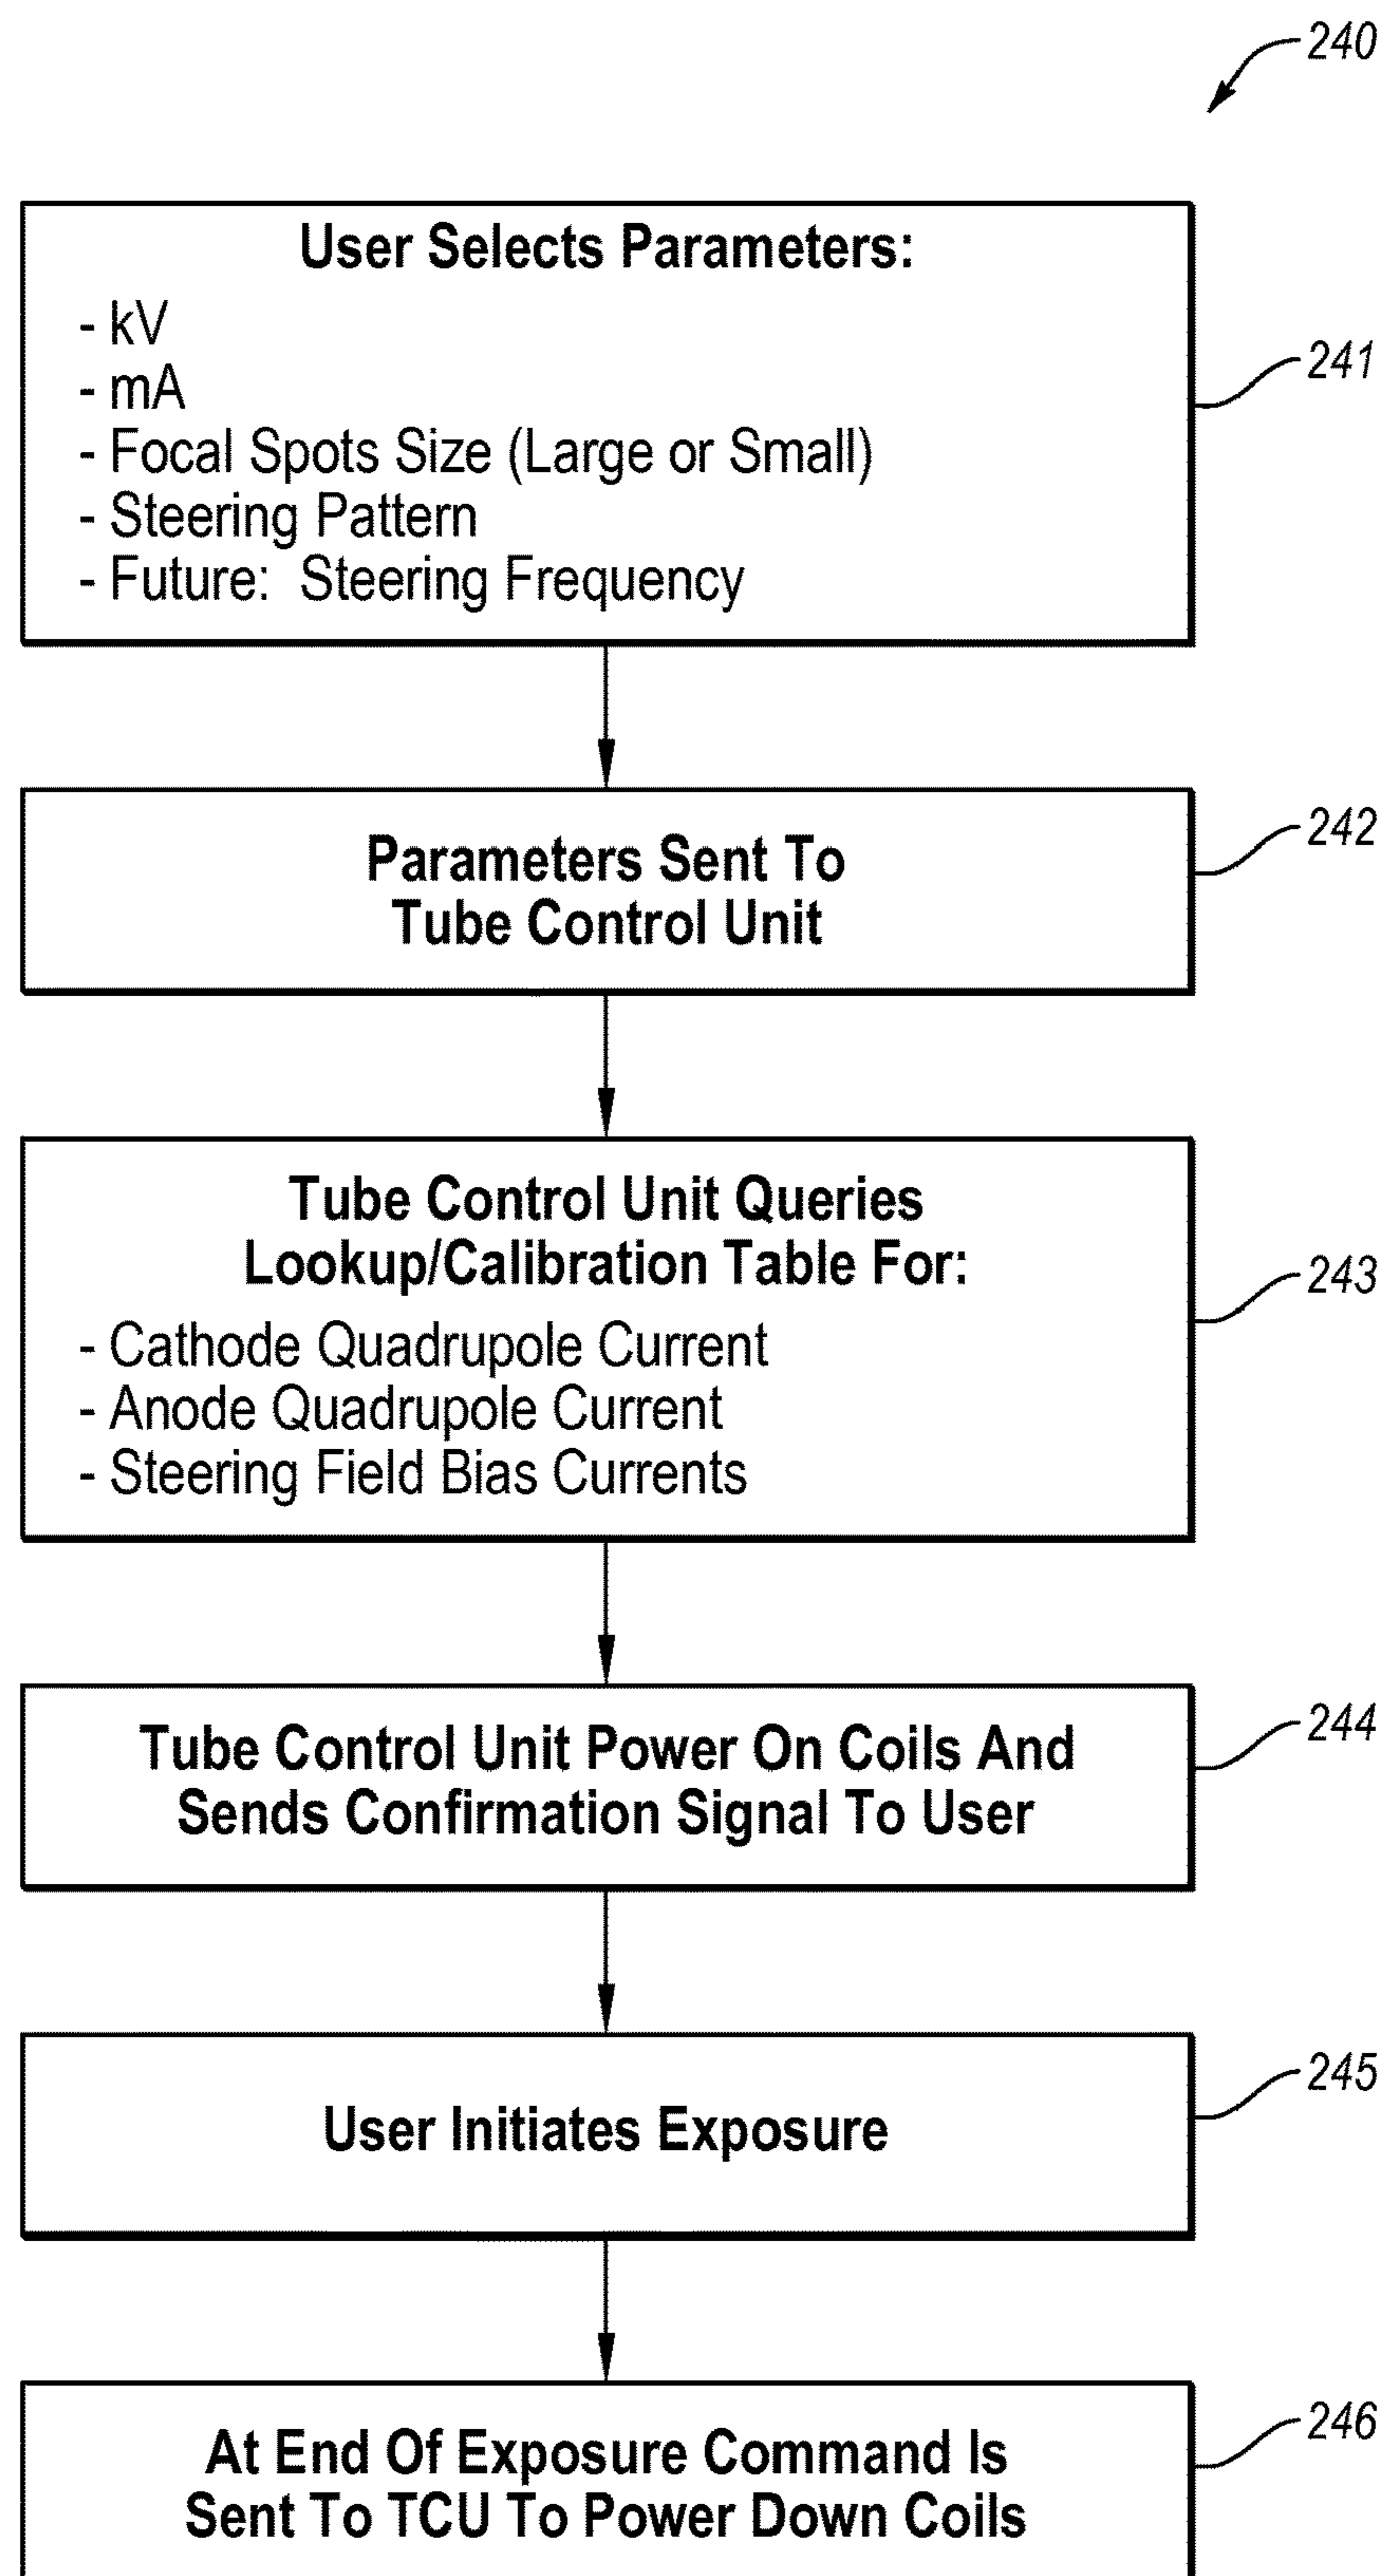 240
User Selects Parameters:
- kV
- mA
- Focal Spots Size (Large or Small)
- Steering Pattern
- Future: Steering Frequency
241
Parameters Sent To
Tube Control Unit
242
Tube Control Unit Queries
Lookup/Calibration Table For:
- Cathode Quadrupole Current
- Anode Quadrupole Current
- Steering Field Bias Currents
243
Tube Control Unit Power On Coils And
Sends Confirmation Signal To User
244
User Initiates Exposure
245
At End Of Exposure Command Is
Sent To TCU To Power Down Coils
246